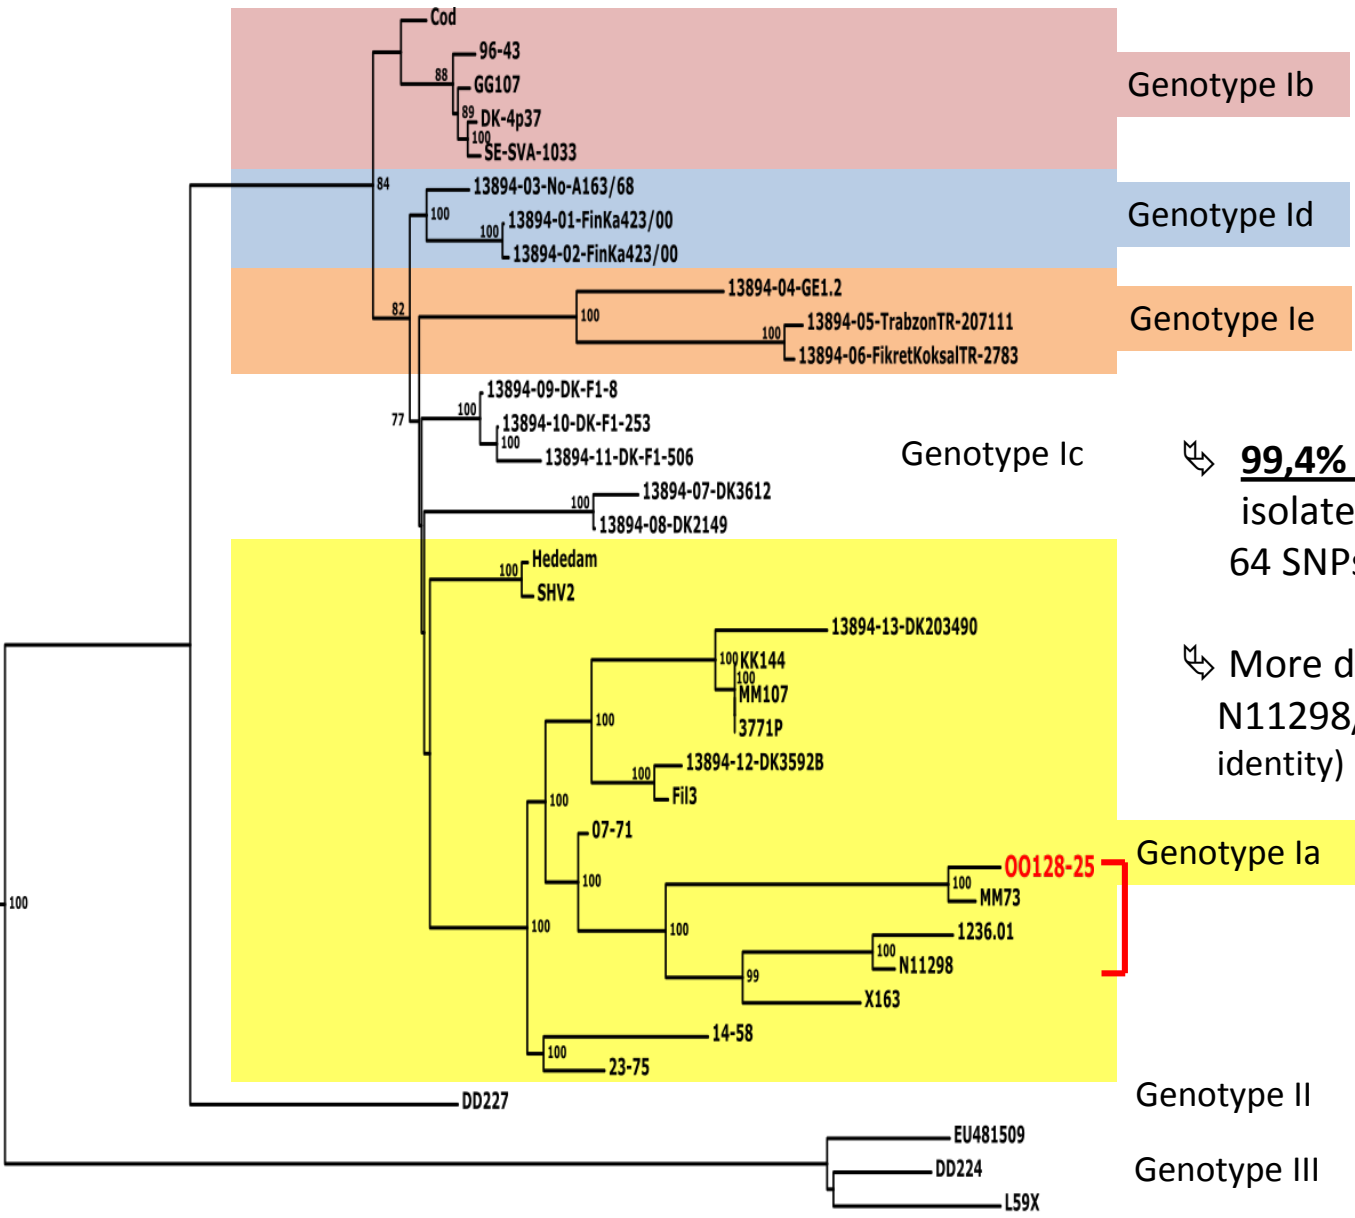 Cod
96-43
88
GG107
89
DK-4p37
100
SE-SVA-1033
Genotype Ib
84
13894-03-No-A163/68
100
13894-01-FinKa423/00
100
13894-02-FinKa423/00
Genotype Id
13894-04-GE1.2
82
100
13894-05-TrabzonTR-207111
100
13894-06-FikretKoksalTR-2783
Genotype Ie
13894-09-DK-F1-8
100
77
13894-10-DK-F1-253
100
13894-11-DK-F1-506
Genotype Ic
99,4%
isolate
64 SNPs
13894-07-DK3612
100
13894-08-DK2149
Hededam
100
SHV2
13894-13-DK203490
100
KK144
100
MM107
3771P
100
More d
N11298,
identity)
13894-12-DK3592B
100
Fil3
100
07-71
100
OO128-25
100
MM73
Genotype Ia
100
1236.01
100
N11298
100
99
X163
100
14-58
100
23-75
DD227
Genotype II
EU481509
DD224
L59X
Genotype III